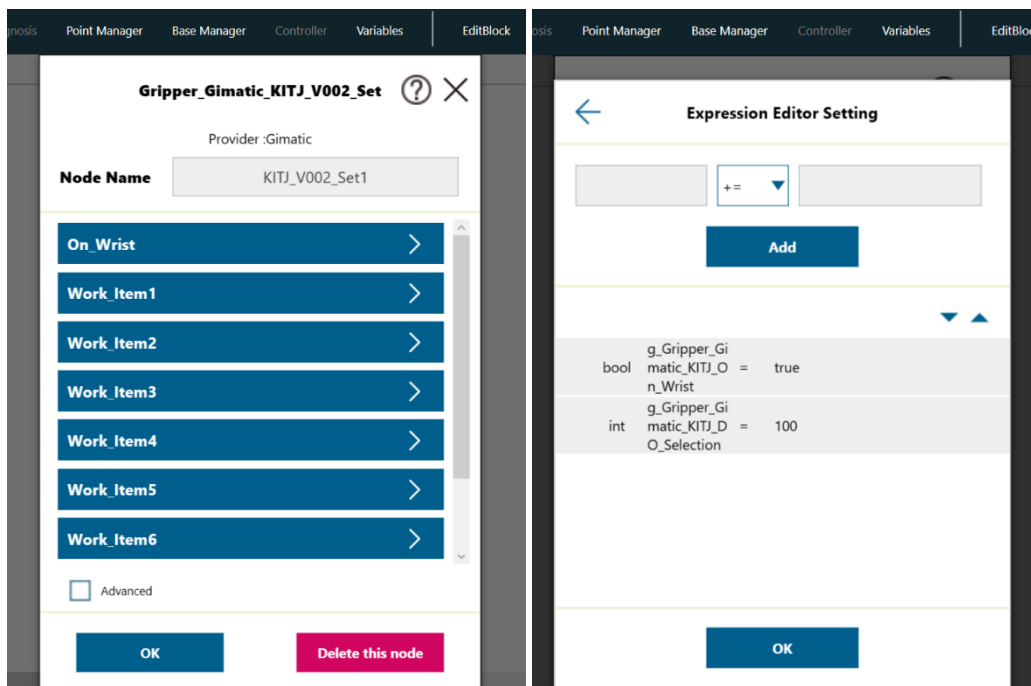 gnosis Point Manager Base Manager Controller Variables EditBlock
Gripper_Gimatic_KITJ_V002_Set ?
Provider :Gimatic
Node Name KITJ_V002_Set1
On_Wrist
Work_Item1
Work_Item2
Work_Item3
Work_Item4
Work_Item5
Work_Item6
Advanced
OK Delete this node
osis Point Manager Base Manager Controller Variables EditBlo
Expression Editor Setting
+=
Add
g_Gripper_Gi
bool matic_KITJ_O = true
n_Wrist
g_Gripper_Gi
int matic_KITJ_D = 100
O_Selection
OK